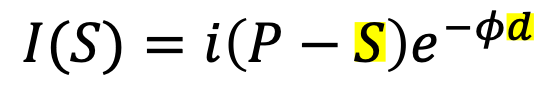 I(S) = i(P − S)e^{−ϕd}